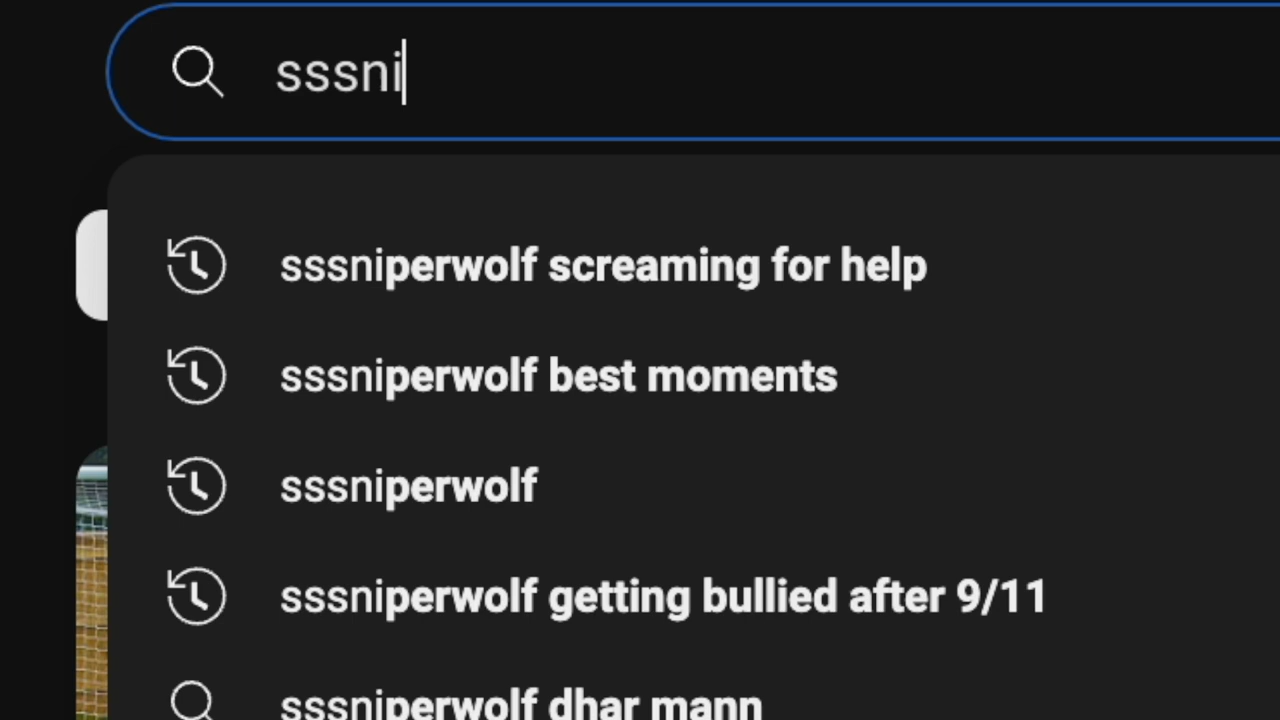 sssni
sssniperwolf screaming for help
sssniperwolf best moments
sssniperwolf
sssniperwolf getting bullied after 9/11
sssniperwolf dhar mann